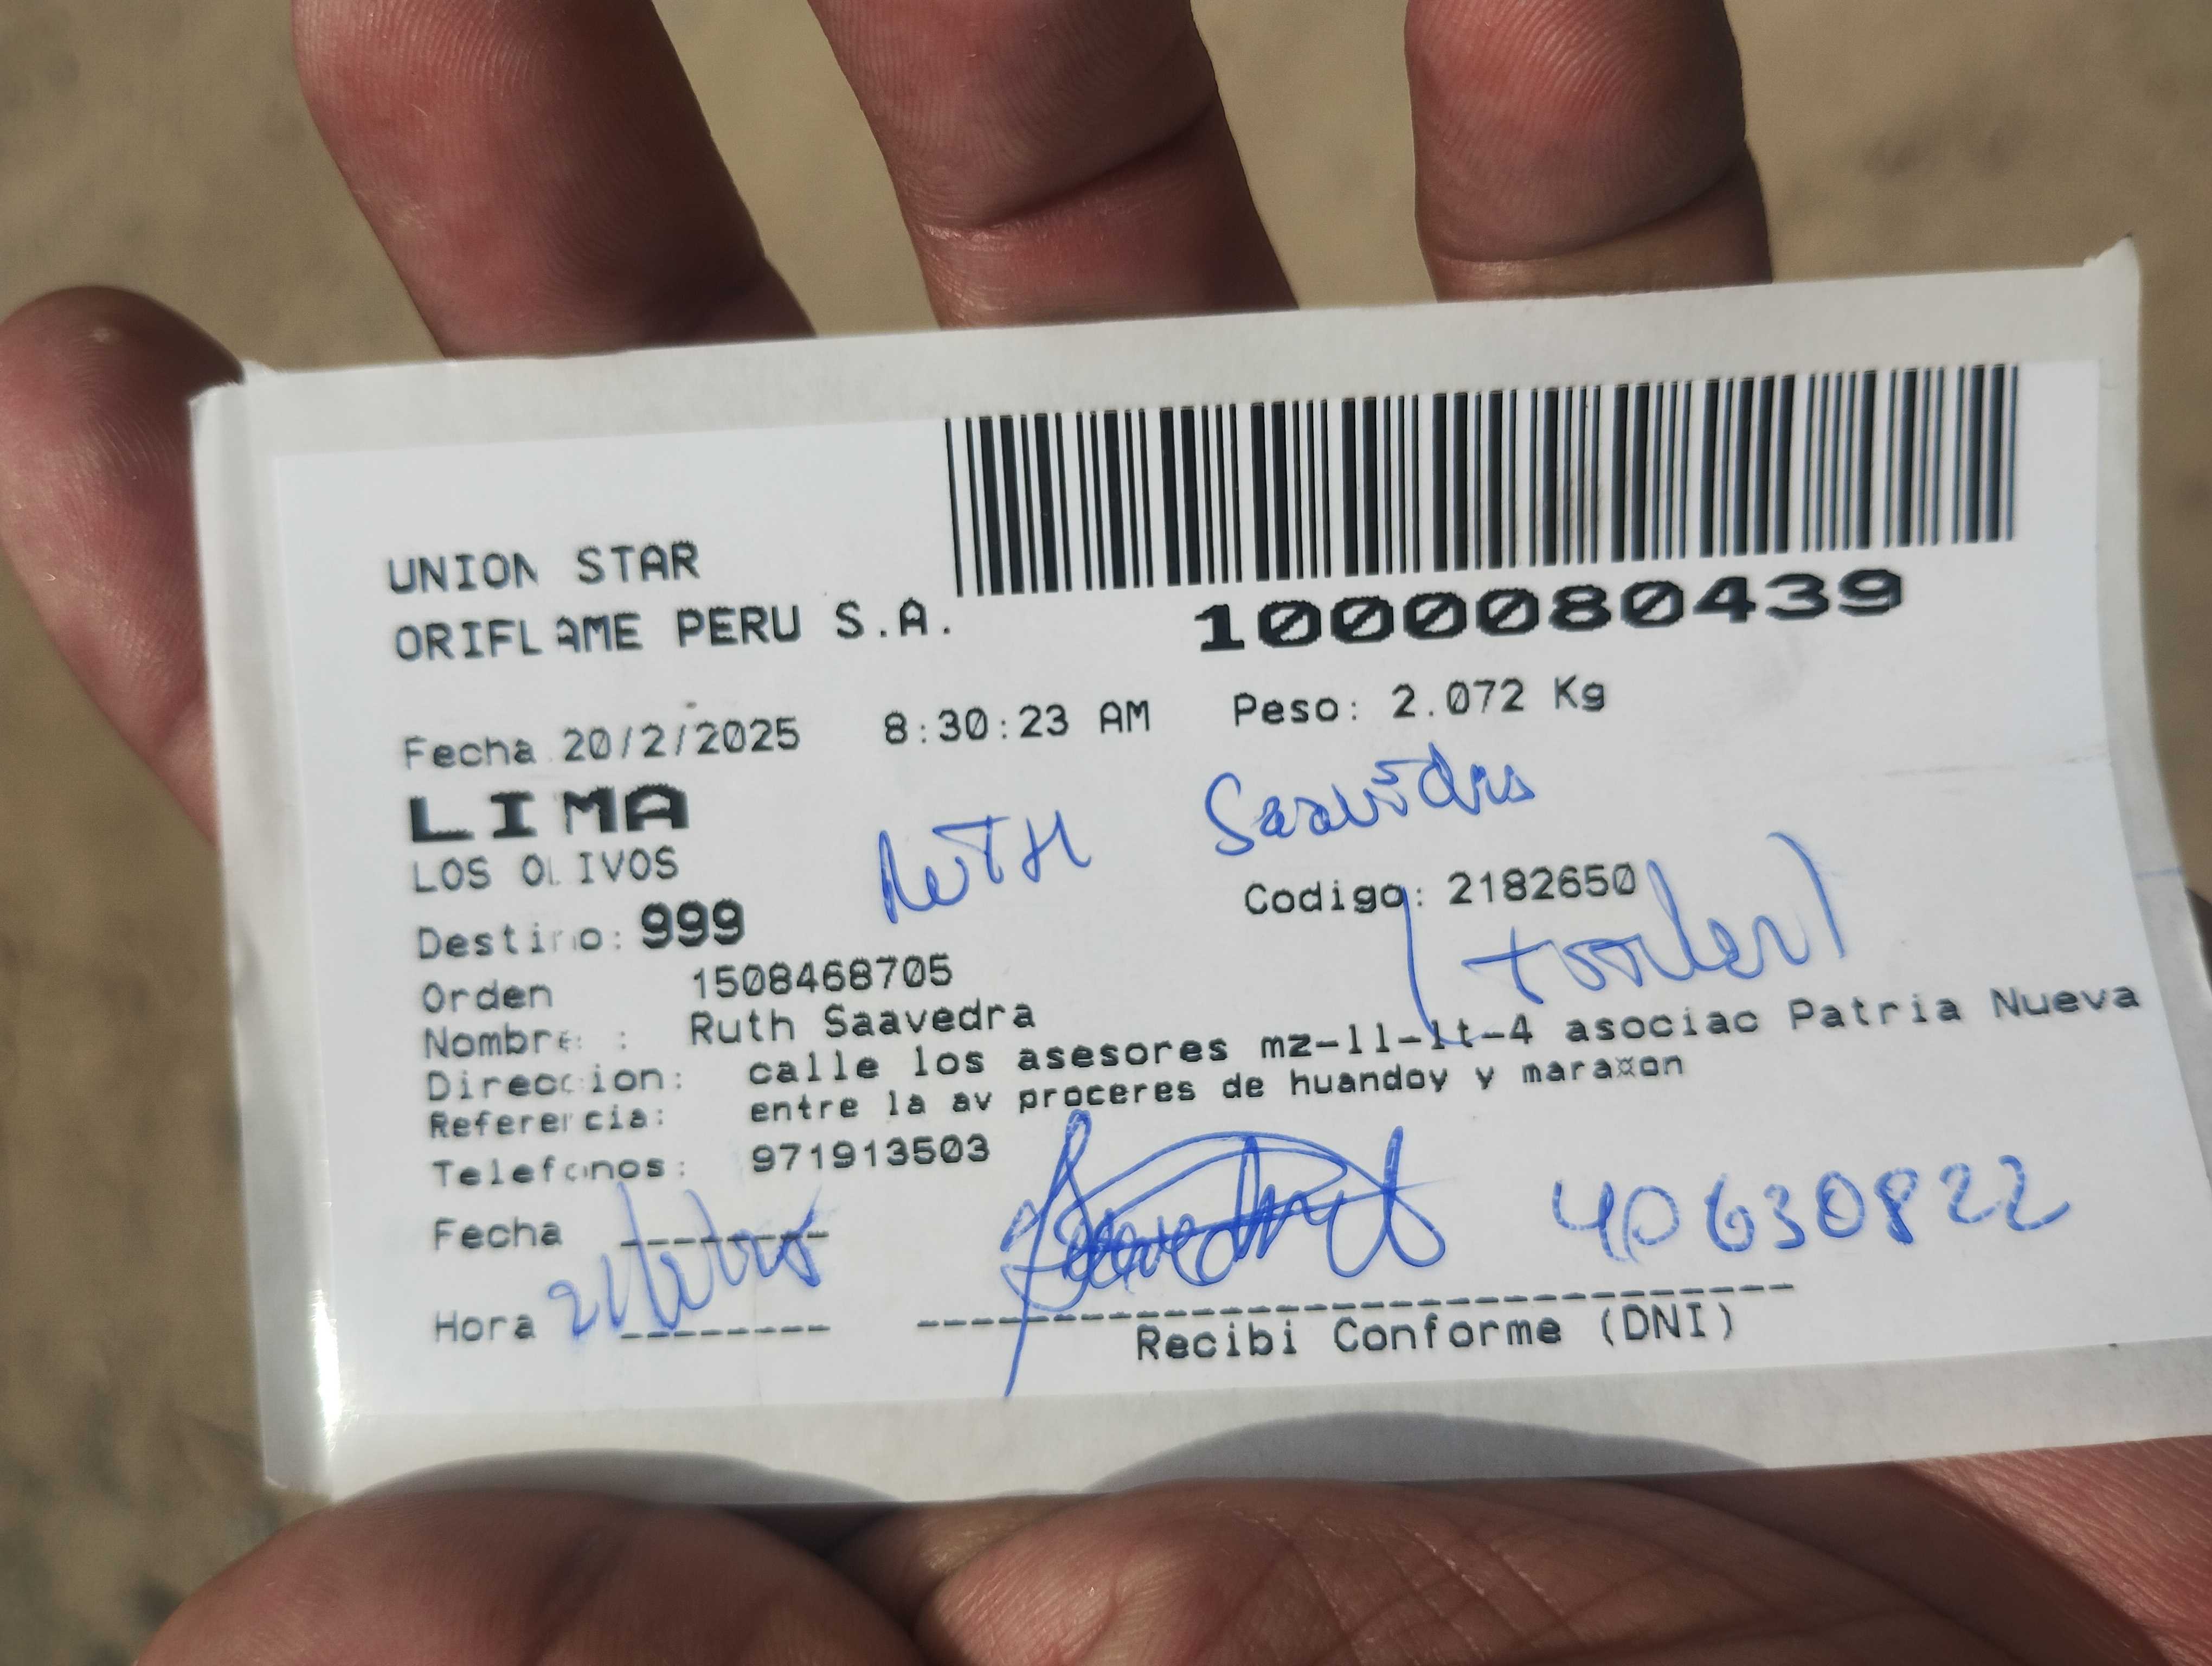 UNION STAR
ORIFLAME PERU S.A.
1000080439
Fecha 20/2/2025 8:30:23 AM Peso: 2.072 Kg
LIMA
LOS OLIVOS
RUTH Saavedra
Destino: 999
Codigo: 2182650
Orden 1508468705
Nombre : Ruth Saavedra
Direccion: calle los asesores mz-11-lt-4 asociac Patria Nueva
Referencia: entre la av proceres de huandoy y mara¤on
Telefonos: 971913503
Fecha
40630822
Hora
Recibi Conforme (DNI)